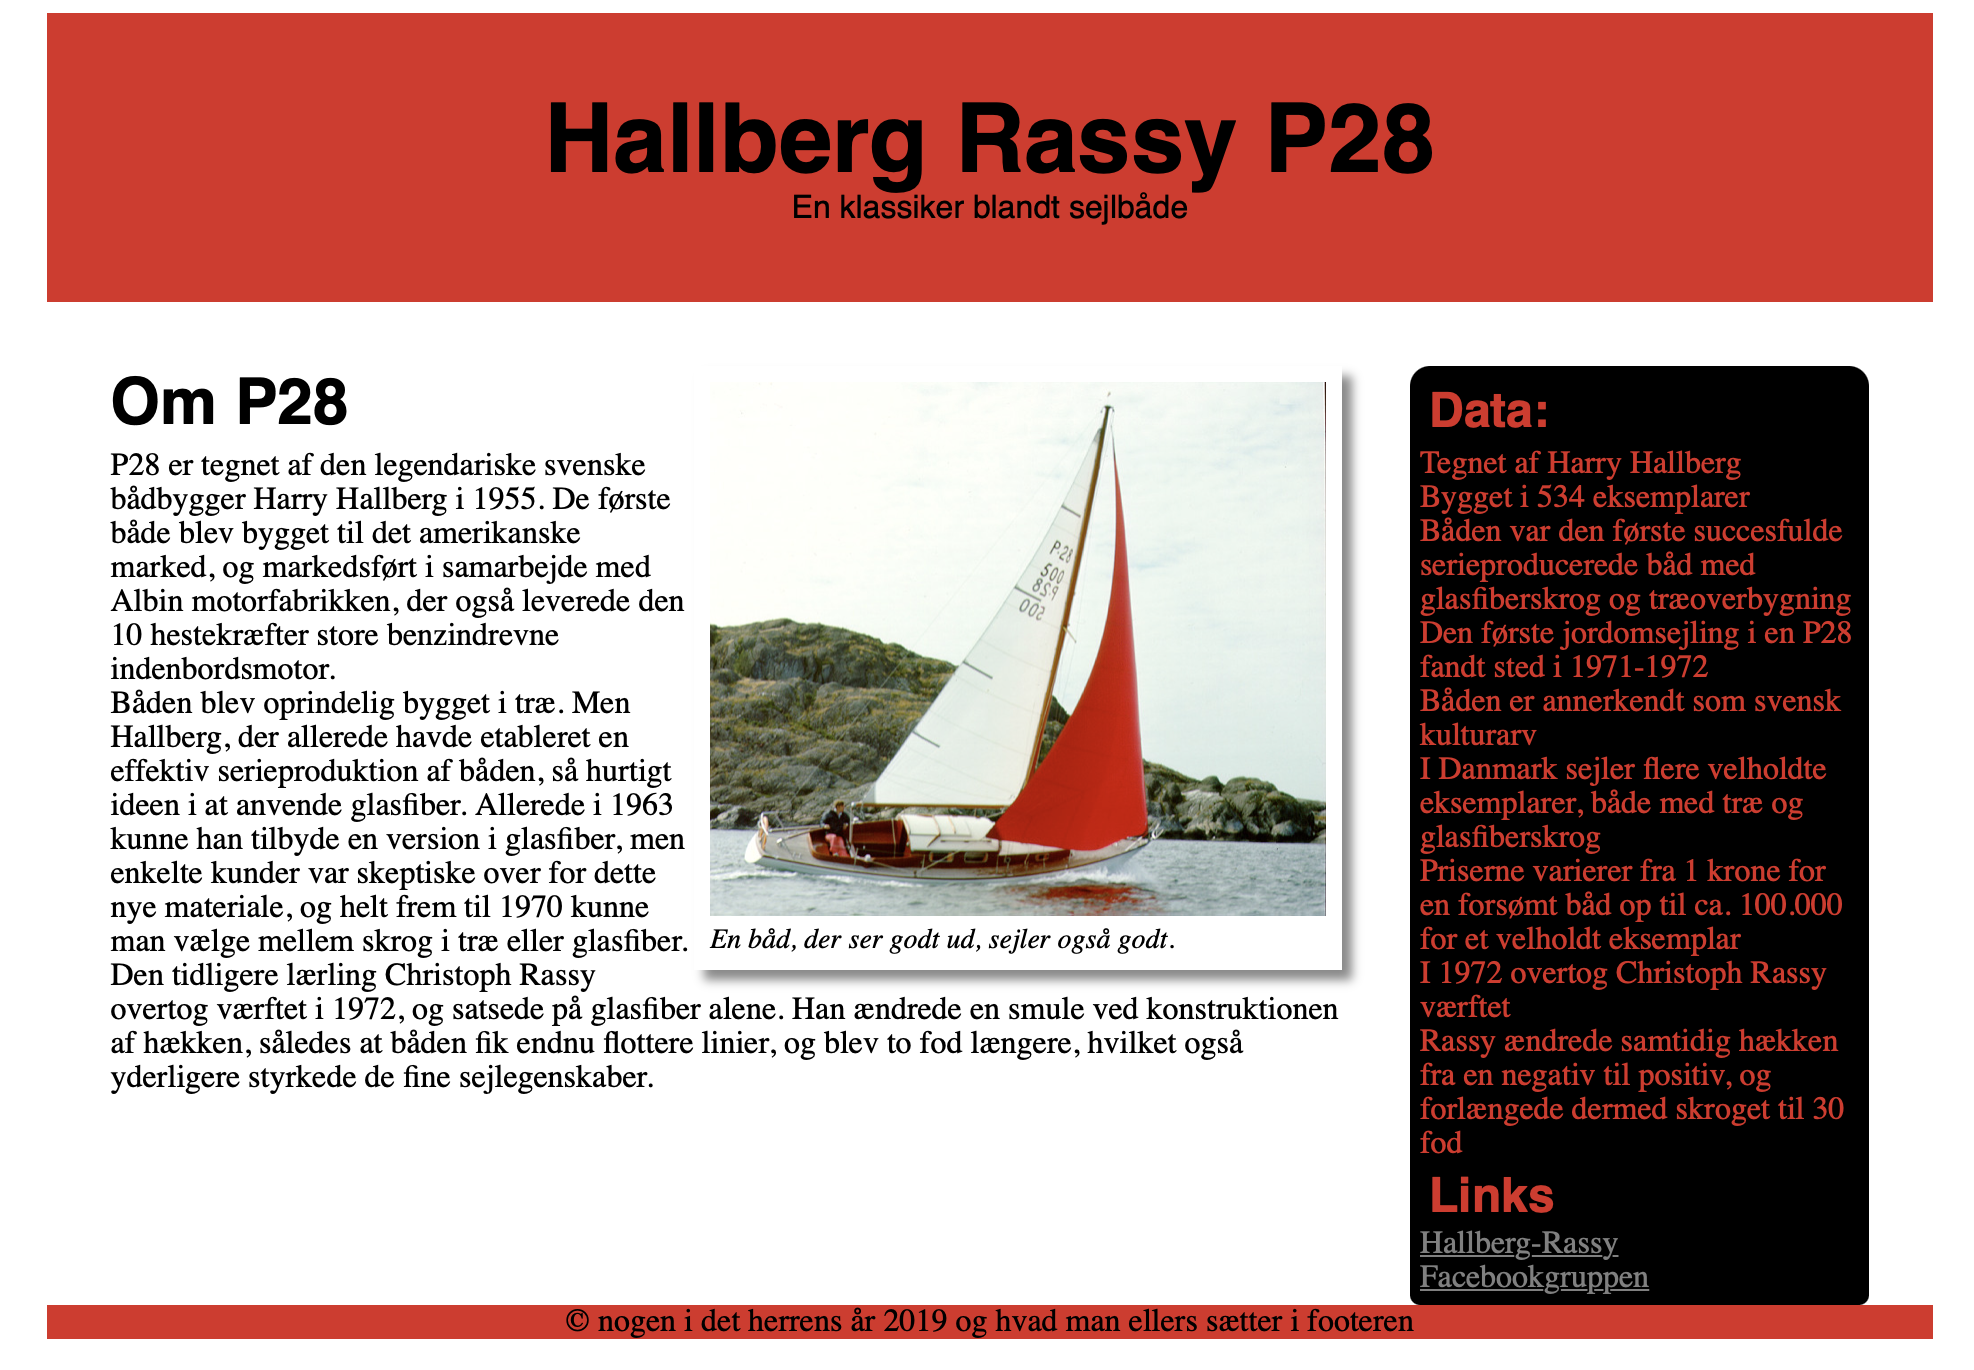 Hallberg Rassy P28
En klassiker blandt sejlbåde
Om P28
P28 er tegnet af den legendariske svenske
bådbygger Harry Hallberg i 1955. De første
både blev bygget til det amerikanske
marked, og markedsført i samarbejde med
Albin motorfabrikken, der også leverede den
10 hestekræfter store benzindrevne
indenbordsmotor.
Båden blev oprindelig bygget i træ. Men
Hallberg, der allerede havde etableret en
effektiv serieproduktion af båden, så hurtigt
ideen i at anvende glasfiber. Allerede i 1963
kunne han tilbyde en version i glasfiber, men
enkelte kunder var skeptiske over for dette
nye materiale, og helt frem til 1970 kunne
man vælge mellem skrog i træ eller glasfiber.
Den tidligere lærling Christoph Rassy
overtog værftet i 1972, og satsede på glasfiber alene. Han ændrede en smule ved konstruktionen
af hækken, således at båden fik endnu flottere linier, og blev to fod længere, hvilket også
yderligere styrkede de fine sejlegenskaber.
P28
500
P28
500
En båd, der ser godt ud, sejler også godt.
Data:
Tegnet af Harry Hallberg
Bygget i 534 eksemplarer
Båden var den første succesfulde
serieproducerede båd med
glasfiberskrog og træoverbygning
Den første jordomsejling i en P28
fandt sted i 1971-1972
Båden er annerkendt som svensk
kulturarv
I Danmark sejler flere velholdte
eksemplarer, både med træ og
glasfiberskrog
Priserne varierer fra 1 krone for
en forsømt båd op til ca. 100.000
for et velholdt eksemplar
I 1972 overtog Christoph Rassy
værftet
Rassy ændrede samtidig hækken
fra en negativ til positiv, og
forlængede dermed skroget til 30
fod
Links
Hallberg-Rassy
Facebookgruppen
© nogen i det herrens år 2019 og hvad man ellers sætter i footeren